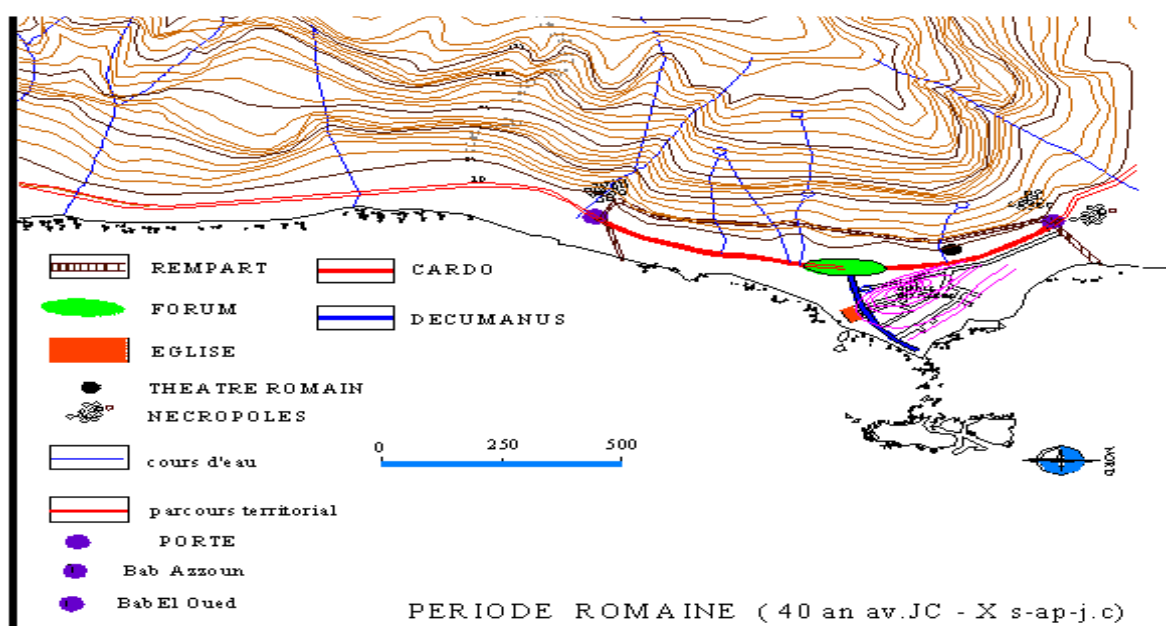 10
REMPART
CARDO
FORUM
DECUMANUS
EGLISE
THEATRE ROMAIN
NECROPOLES
0 250 500
NORD
cours d'eau
parcours territorial
PORTE
Bab Azzoun
Bab El Oued
PERIODE ROMAINE ( 40 an av.JC - X s-ap-j.c)